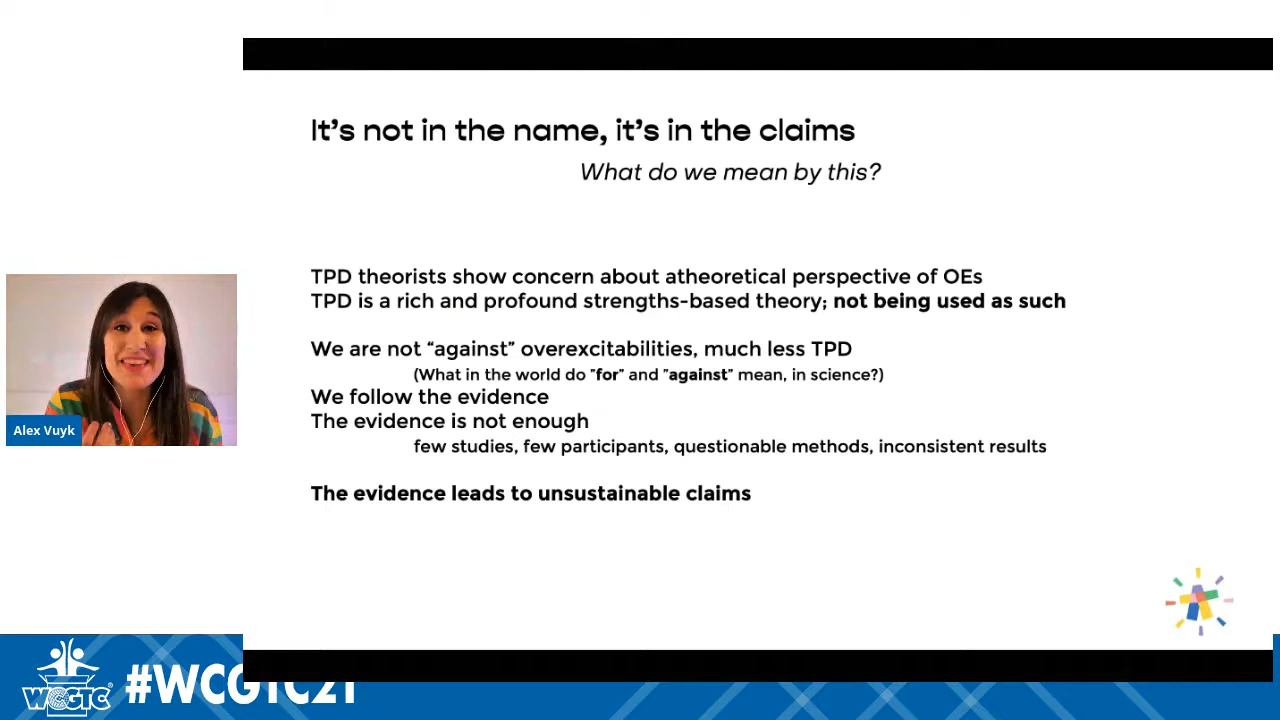 It's not in the name, it's in the claims
What do we mean by this?
TPD theorists show concern about atheoretical perspective of OEs
TPD is a rich and profound strengths-based theory; not being used as such
We are not “against” overexcitabilities, much less TPD
(What in the world do ”for” and ”against” mean, in science?)
We follow the evidence
The evidence is not enough
few studies, few participants, questionable methods, inconsistent results
The evidence leads to unsustainable claims
Alex Vuyk
WCGTC®
#WCGTC21